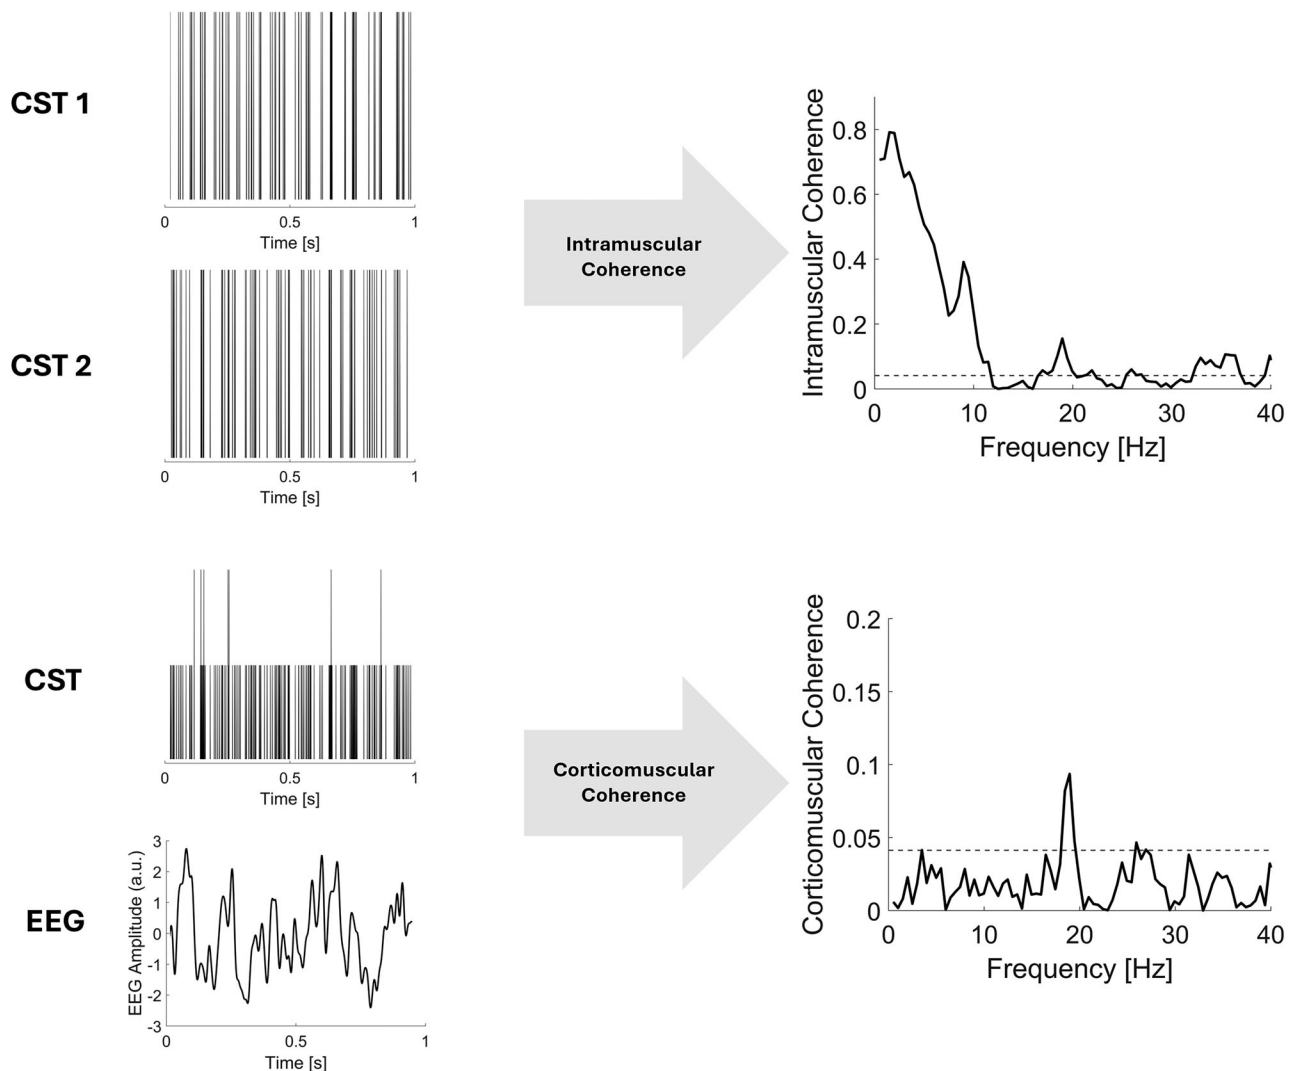 CST 1
0 0.5 1
Time [s]
CST 2
0 0.5 1
Time [s]
Intramuscular
Coherence
Intramuscular Coherence
0.8
0.6
0.4
0.2
0
0 10 20 30 40
Frequency [Hz]
CST
0 0.5 1
Time [s]
EEG
EEG Amplitude (a.u.)
3
2
1
0
-1
-2
-3
0 0.5 1
Time [s]
Corticomuscular
Coherence
Corticomuscular Coherence
0.2
0.15
0.1
0.05
0
0 10 20 30 40
Frequency [Hz]